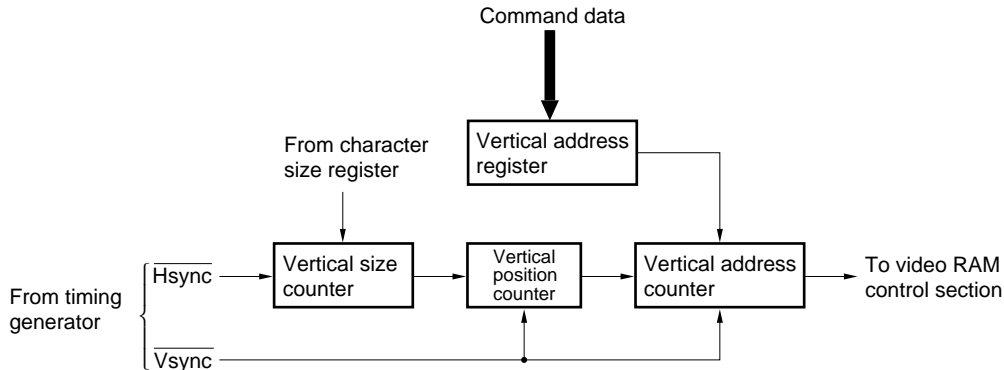 Command data
Vertical address
register
From character
size register
From timing
generator
Hsync
Vertical size
counter
Vertical
position
counter
Vertical address
counter
To video RAM
control section
Vsync